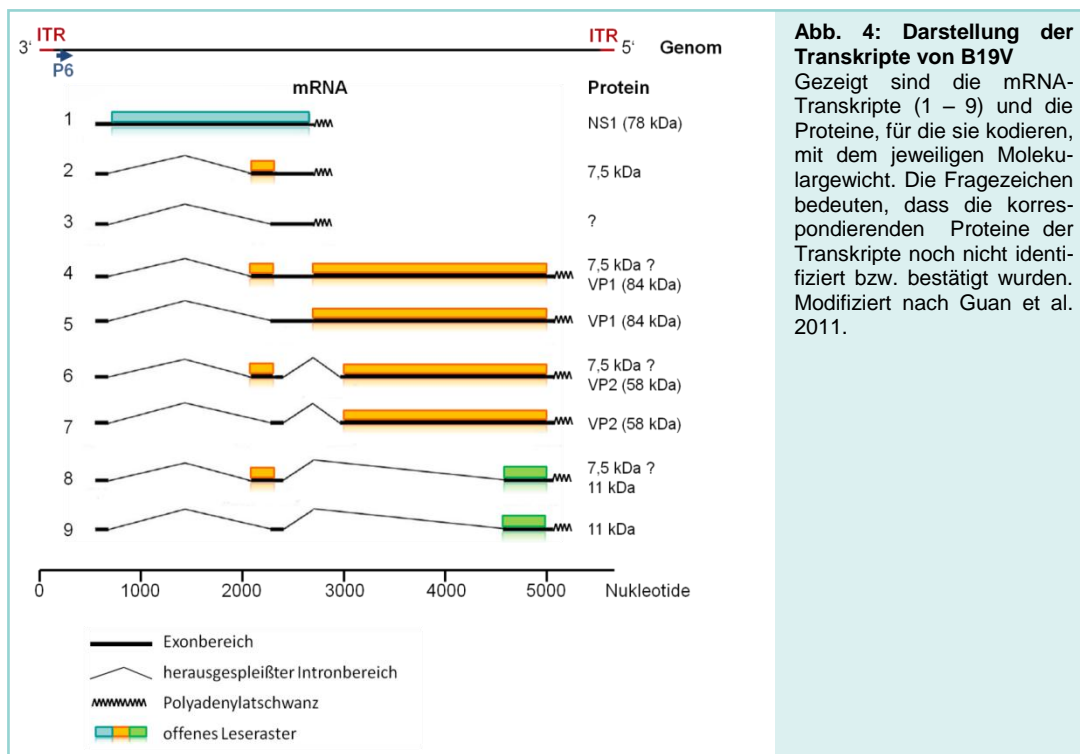 ITR
ITR
3‘
5‘
Genom
P6
mRNA
Protein
1
NS1 (78 kDa)
2
7,5 kDa
3
?
4
7,5 kDa ?
VP1 (84 kDa)
5
VP1 (84 kDa)
6
7,5 kDa ?
VP2 (58 kDa)
7
VP2 (58 kDa)
8
7,5 kDa ?
11 kDa
9
11 kDa
0 1000 2000 3000 4000 5000 Nukleotide
Exonbereich
herausgespleißter Intronbereich
Polyadenylatschwanz
offenes Leseraster
Abb. 4: Darstellung der
Transkripte von B19V
Gezeigt sind die mRNA-
Transkripte (1 – 9) und die
Proteine, für die sie kodieren,
mit dem jeweiligen Moleku-
largewicht. Die Fragezeichen
bedeuten, dass die korres-
pondierenden Proteine der
Transkripte noch nicht identi-
fiziert bzw. bestätigt wurden.
Modifiziert nach Guan et al.
2011.